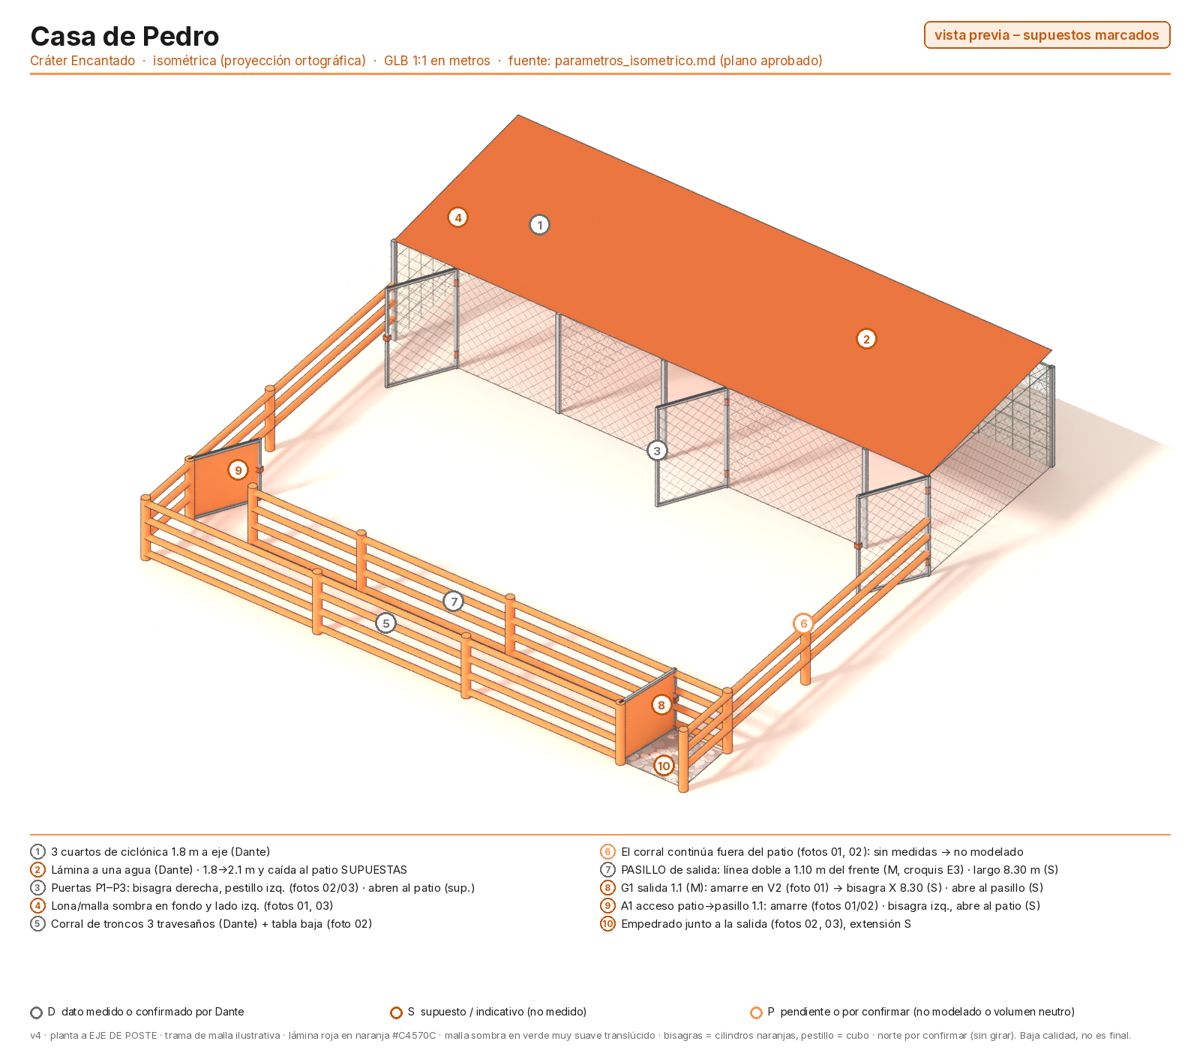 Casa de Pedro
vista previa – supuestos marcados
Cráter Encantado · isométrica (proyección ortográfica) · GLB 1:1 en metros · fuente: parametros_isometrico.md (plano aprobado)
4
1
2
3
9
7
5
6
8
10
1 3 cuartos de ciclónica 1.8 m a eje (Dante)
2 Lámina a una agua (Dante) · 1.8→2.1 m y caída al patio SUPUESTAS
3 Puertas P1–P3: bisagra derecha, pestillo izq. (fotos 02/03) · abren al patio (sup.)
4 Lona/malla sombra en fondo y lado izq. (fotos 01, 03)
5 Corral de troncos 3 travesaños (Dante) + tabla baja (foto 02)
6 El corral continúa fuera del patio (fotos 01, 02): sin medidas → no modelado
7 PASILLO de salida: línea doble a 1.10 m del frente (M, croquis E3) · largo 8.30 m (S)
8 G1 salida 1.1 (M): amarre en V2 (foto 01) → bisagra X 8.30 (S) · abre al pasillo (S)
9 A1 acceso patio→pasillo 1.1: amarre (fotos 01/02) · bisagra izq., abre al patio (S)
10 Empedrado junto a la salida (fotos 02, 03), extensión S
D dato medido o confirmado por Dante
S supuesto / indicativo (no medido)
P pendiente o por confirmar (no modelado o volumen neutro)
v4 · planta a EJE DE POSTE · trama de malla ilustrativa · lámina roja en naranja #C4570C · malla sombra en verde muy suave translúcido · bisagras = cilindros naranjas, pestillo = cubo · norte por confirmar (sin girar). Baja calidad, no es final.